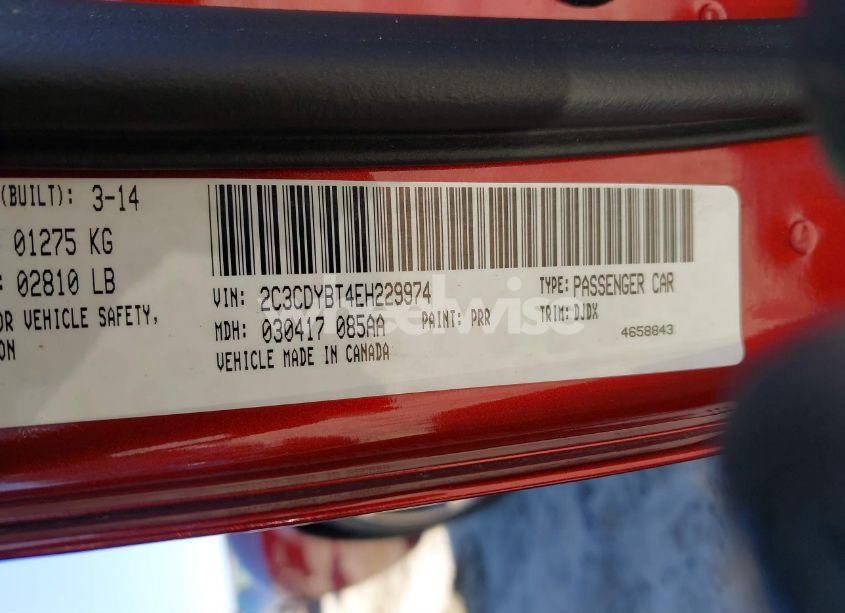 (BUILT): 3-14
01275 KG
: 02810 LB
OR VEHICLE SAFETY,
ON
VIN: 2C3CDYBT4EH229974
TYPE: PASSENGER CAR
MDH: 030417 085AA
PAINT: PRR
TRIM: DJDX
VEHICLE MADE IN CANADA
4658843
wheelwise